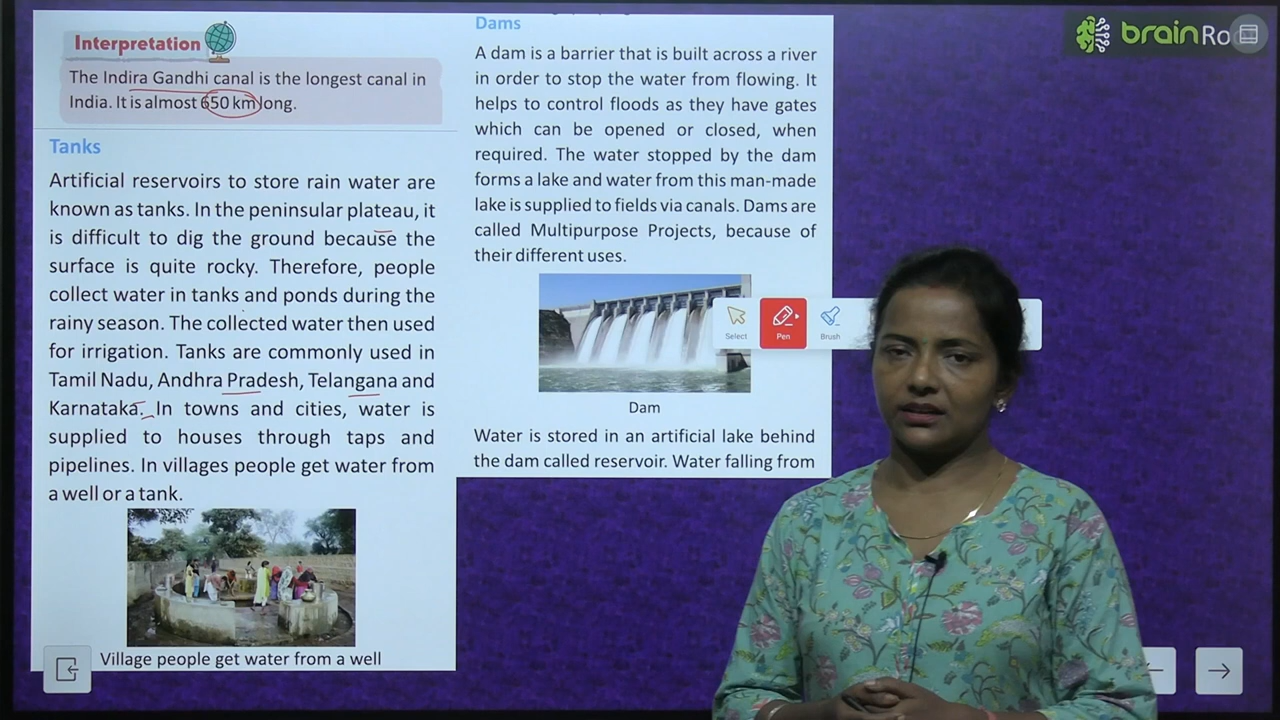 Interpretation
The Indira Gandhi canal is the longest canal in
India. It is almost 650 km long.
Tanks
Artificial reservoirs to store rain water are
known as tanks. In the peninsular plateau, it
is difficult to dig the ground because the
surface is quite rocky. Therefore, people
collect water in tanks and ponds during the
rainy season. The collected water then used
for irrigation. Tanks are commonly used in
Tamil Nadu, Andhra Pradesh, Telangana and
Karnataka. In towns and cities, water is
supplied to houses through taps and
pipelines. In villages people get water from
a well or a tank.
Village people get water from a well
Dams
A dam is a barrier that is built across a river
in order to stop the water from flowing. It
helps to control floods as they have gates
which can be opened or closed, when
required. The water stopped by the dam
forms a lake and water from this man-made
lake is supplied to fields via canals. Dams are
called Multipurpose Projects, because of
their different uses.
Dam
Water is stored in an artificial lake behind
the dam called reservoir. Water falling from
Select
Pen
Brush
brain Ro